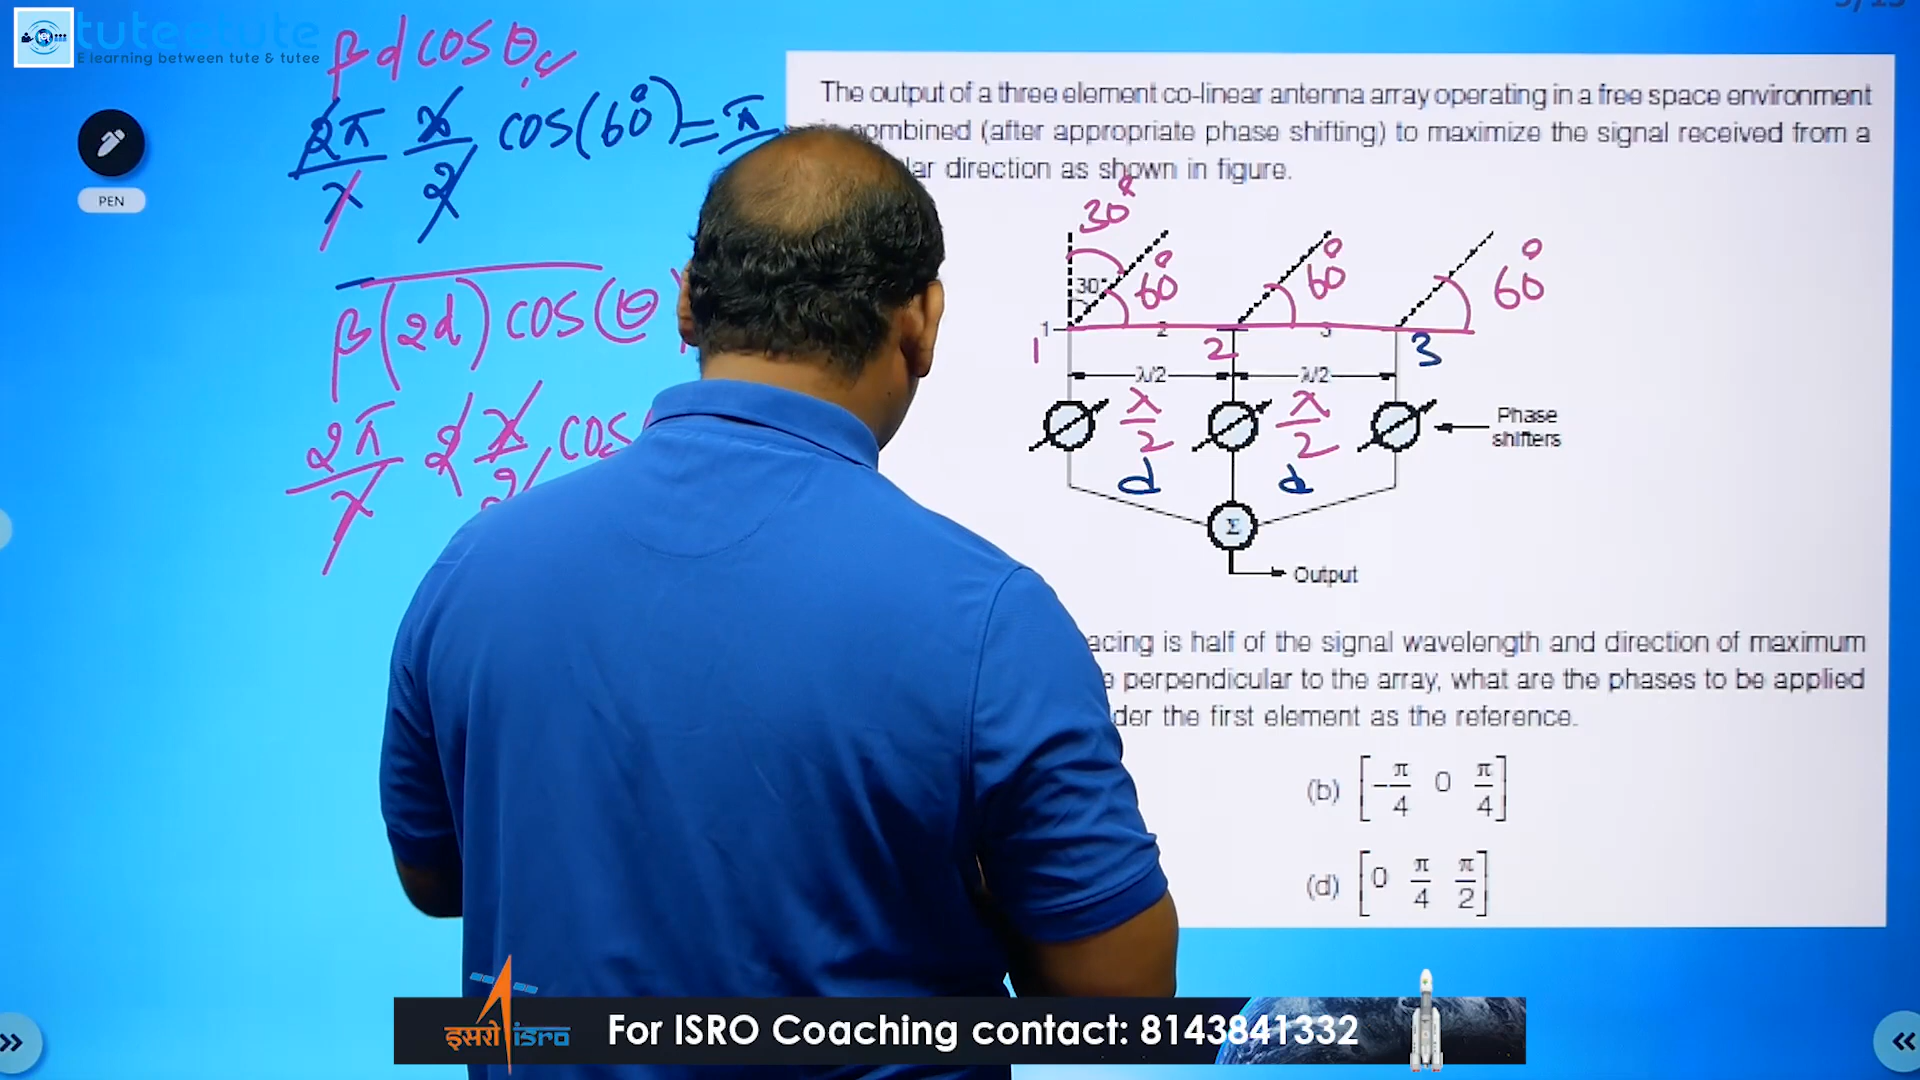 tuteetute
E learning between tute & tutee
PEN
β d cos θ
2π/λ λ/2 cos(60°) = π
β(2d) cos(θ
2π/λ 2 λ/2 cos
The output of a three element co-linear antenna array operating in a free space environment
combined (after appropriate phase shifting) to maximize the signal received from a
ar direction as shown in figure.
30°
30° 60° 60° 60°
1 2 3
1 2 3
λ/2 λ/2
λ/2 λ/2
Phase
shifters
d d
Σ
Output
acing is half of the signal wavelength and direction of maximum
e perpendicular to the array, what are the phases to be applied
der the first element as the reference.
(b) [-π/4 0 π/4]
(d) [0 π/4 π/2]
इसरो isro
For ISRO Coaching contact: 8143841332